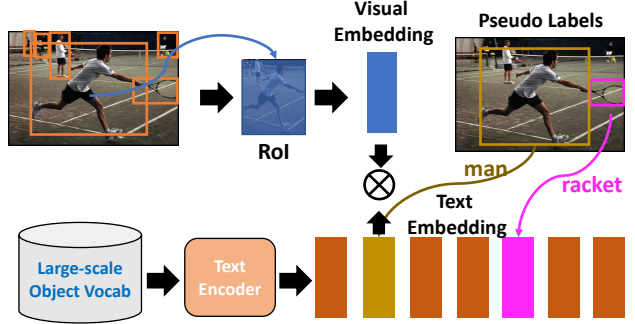 Visual
Embedding
Pseudo Labels
RoI
man
racket
Text
Embedding
Large-scale
Object Vocab
Text
Encoder